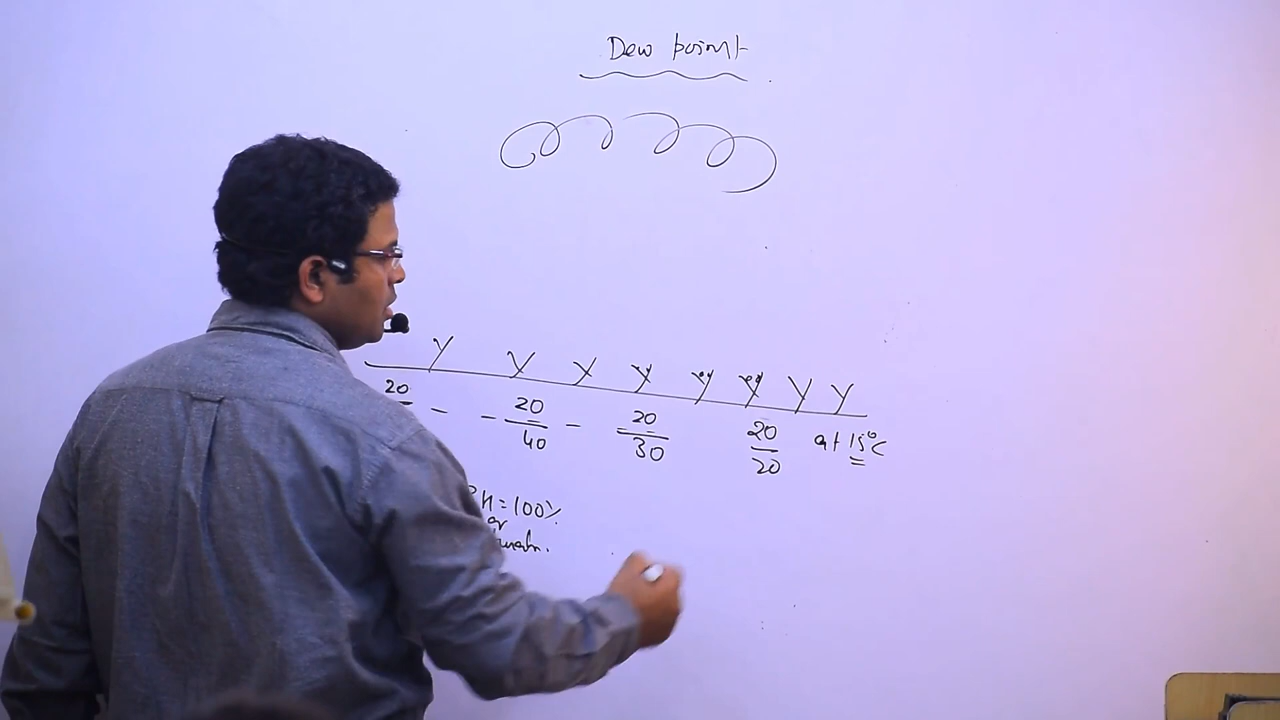 Dew point
20 - - 20 - 20 20 at 15°C
40 30 20
RH = 100%
or